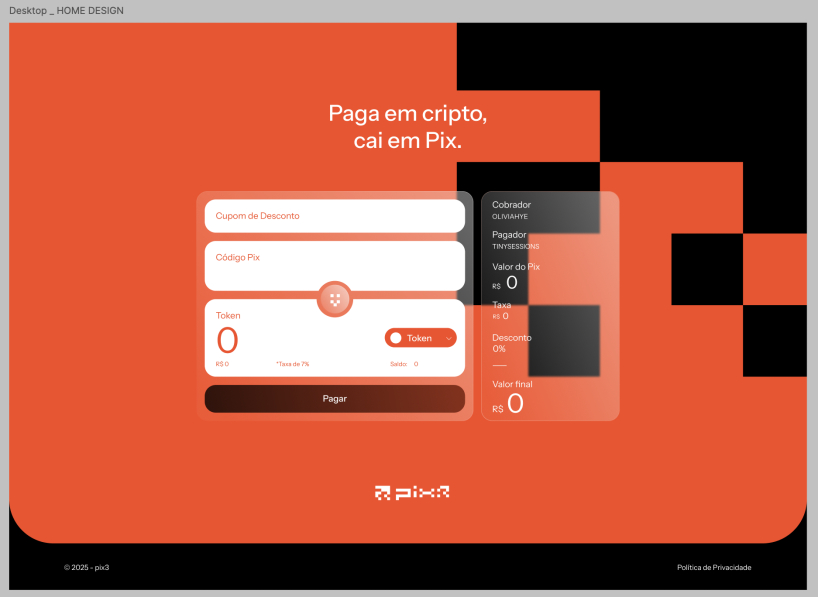 Desktop _ HOME DESIGN
Paga em cripto,
cai em Pix.
Cupom de Desconto
Código Pix
Token
0
Token
R$ 0
*Taxa de 7%
Saldo: 0
Pagar
Cobrador
OLIVIAHYE
Pagador
TINYSESSIONS
Valor do Pix
R$ 0
Taxa
R$ 0
Desconto
0%
Valor final
R$ 0
pix3
© 2025 - pix3
Política de Privacidade